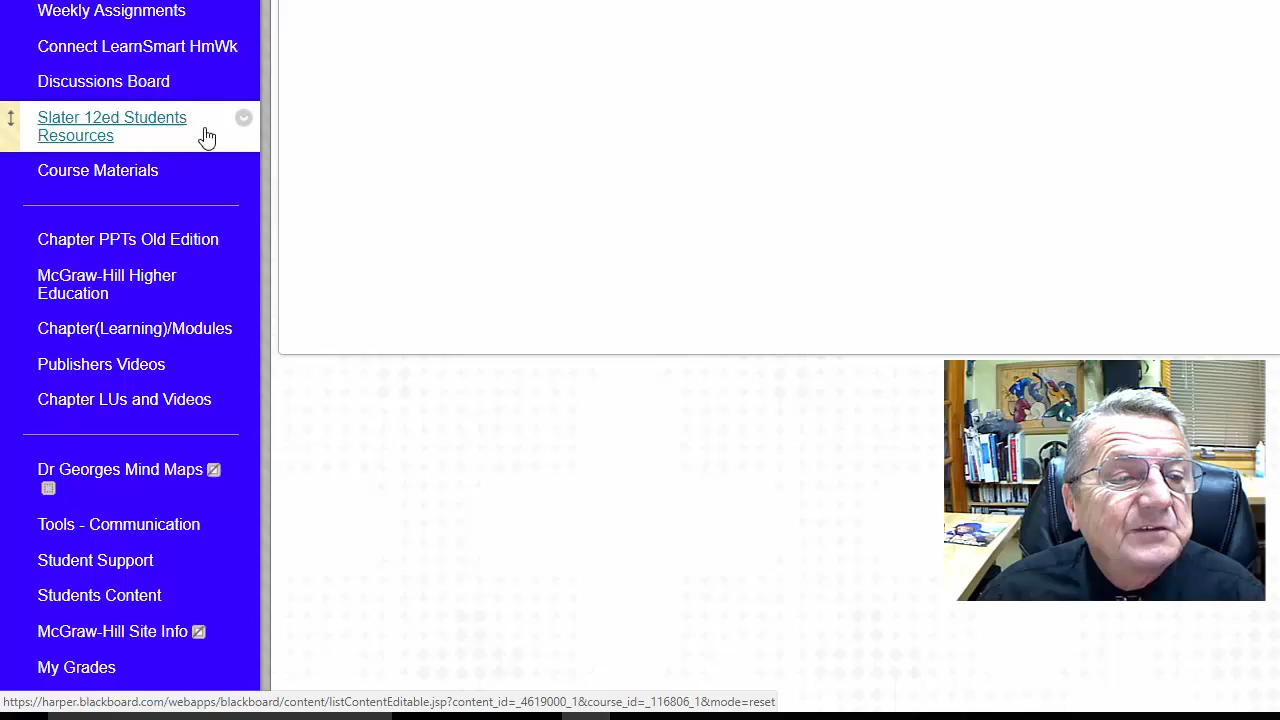 Weekly Assignments
Connect LearnSmart HmWk
Discussions Board
Slater 12ed Students
Resources
Course Materials
Chapter PPTs Old Edition
McGraw-Hill Higher
Education
Chapter(Learning)/Modules
Publishers Videos
Chapter LUs and Videos
Dr Georges Mind Maps
Tools - Communication
Student Support
Students Content
McGraw-Hill Site Info
My Grades
https://harper.blackboard.com/webapps/blackboard/content/listContentEditable.jsp?content_id=_4619000_1&course_id=_116806_1&mode=reset